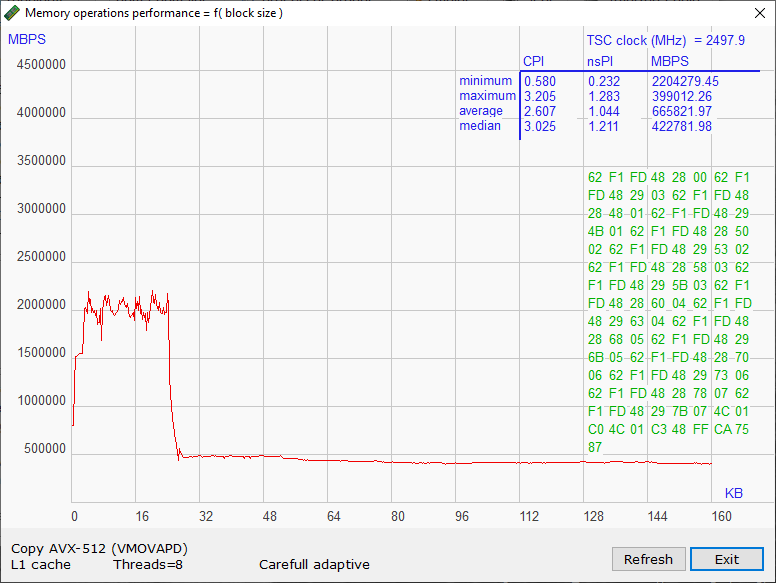 Memory operations performance = f( block size )
MBPS
TSC clock (MHz) = 2497.9
CPI nsPI MBPS
minimum 0.580 0.232 2204279.45
maximum 3.205 1.283 399012.26
average 2.607 1.044 665821.97
median 3.025 1.211 422781.98
4500000
4000000
3500000
3000000
2500000
2000000
1500000
1000000
500000
62 F1 FD 48 28 00 62 F1
FD 48 29 03 62 F1 FD 48
28 48 01 62 F1 FD 48 29
4B 01 62 F1 FD 48 28 50
02 62 F1 FD 48 29 53 02
62 F1 FD 48 28 58 03 62
F1 FD 48 29 5B 03 62 F1
FD 48 28 60 04 62 F1 FD
48 29 63 04 62 F1 FD 48
28 68 05 62 F1 FD 48 29
6B 05 62 F1 FD 48 28 70
06 62 F1 FD 48 29 73 06
62 F1 FD 48 28 78 07 62
F1 FD 48 29 7B 07 4C 01
C0 4C 01 C3 48 FF CA 75
87
KB
0 16 32 48 64 80 96 112 128 144 160
Copy AVX-512 (VMOVAPD)
L1 cache Threads=8 Carefull adaptive
Refresh Exit